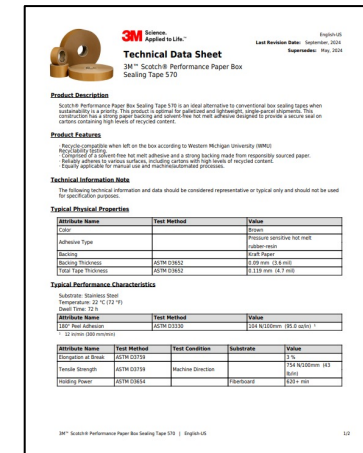 3M Science.
Applied to Life.™
English-US
Last Revision Date: September, 2024
Supersedes: May, 2024
Technical Data Sheet
3M™ Scotch® Performance Paper Box
Sealing Tape 570
Product Description
Scotch® Performance Paper Box Sealing Tape 570 is an ideal alternative to conventional box sealing tapes when
sustainability is a priority. This product is optimal for palletized and lightweight, single-parcel shipments. This
construction has a strong paper backing and solvent-free hot melt adhesive designed to provide a secure seal on
cartons containing high levels of recycled content.
Product Features
· Recycle-compatible when left on the box according to Western Michigan University (WMU)
Recyclability testing.
· Comprised of a solvent-free hot melt adhesive and a strong backing made from responsibly sourced paper.
· Reliably adheres to various surfaces, including cartons with high levels of recycled content.
· Equally applicable for manual use and machine/automated processes.
Technical Information Note
The following technical information and data should be considered representative or typical only and should not be used
for specification purposes.
Typical Physical Properties
Attribute Name Test Method Value
Color Brown
Adhesive Type Pressure sensitive hot melt
rubber-resin
Backing Kraft Paper
Backing Thickness ASTM D3652 0.09 mm (3.6 mil)
Total Tape Thickness ASTM D3652 0.119 mm (4.7 mil)
Typical Performance Characteristics
Substrate: Stainless Steel
Temperature: 22 °C (72 °F)
Dwell Time: 72 h
Attribute Name Test Method Value
180° Peel Adhesion ASTM D3330 104 N/100mm (95.0 oz/in) ¹
¹ 12 in/min (300 mm/min)
Attribute Name Test Method Test Condition Substrate Value
Elongation at Break ASTM D3759 3 %
Tensile Strength ASTM D3759 Machine Direction 754 N/100mm (43
lb/in)
Holding Power ASTM D3654 Fiberboard 620+ min
3M™ Scotch® Performance Paper Box Sealing Tape 570 | English-US 1/2